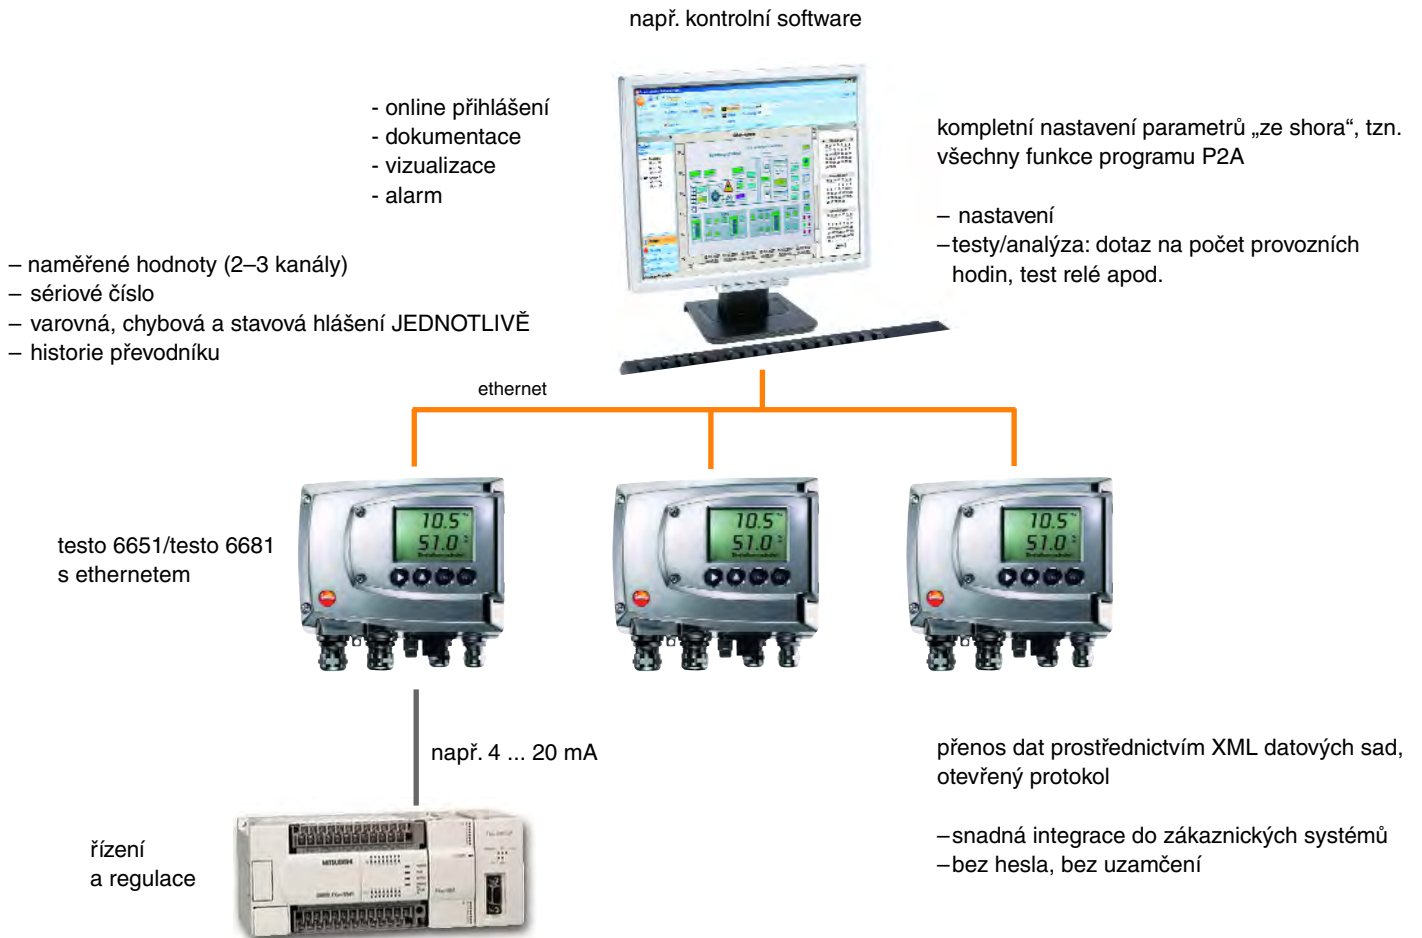 např. kontrolní software
- online přihlášení
- dokumentace
- vizualizace
- alarm
kompletní nastavení parametrů „ze shora“, tzn.
všechny funkce programu P2A
– nastavení
–testy/analýza: dotaz na počet provozních
hodin, test relé apod.
– naměřené hodnoty (2–3 kanály)
– sériové číslo
– varovná, chybová a stavová hlášení JEDNOTLIVĚ
– historie převodníku
ethernet
testo 6651/testo 6681
s ethernetem
10.5
51.0
10.5
51.0
10.5
51.0
např. 4 ... 20 mA
přenos dat prostřednictvím XML datových sad,
otevřený protokol
–snadná integrace do zákaznických systémů
–bez hesla, bez uzamčení
řízení
a regulace
MITSUBISHI